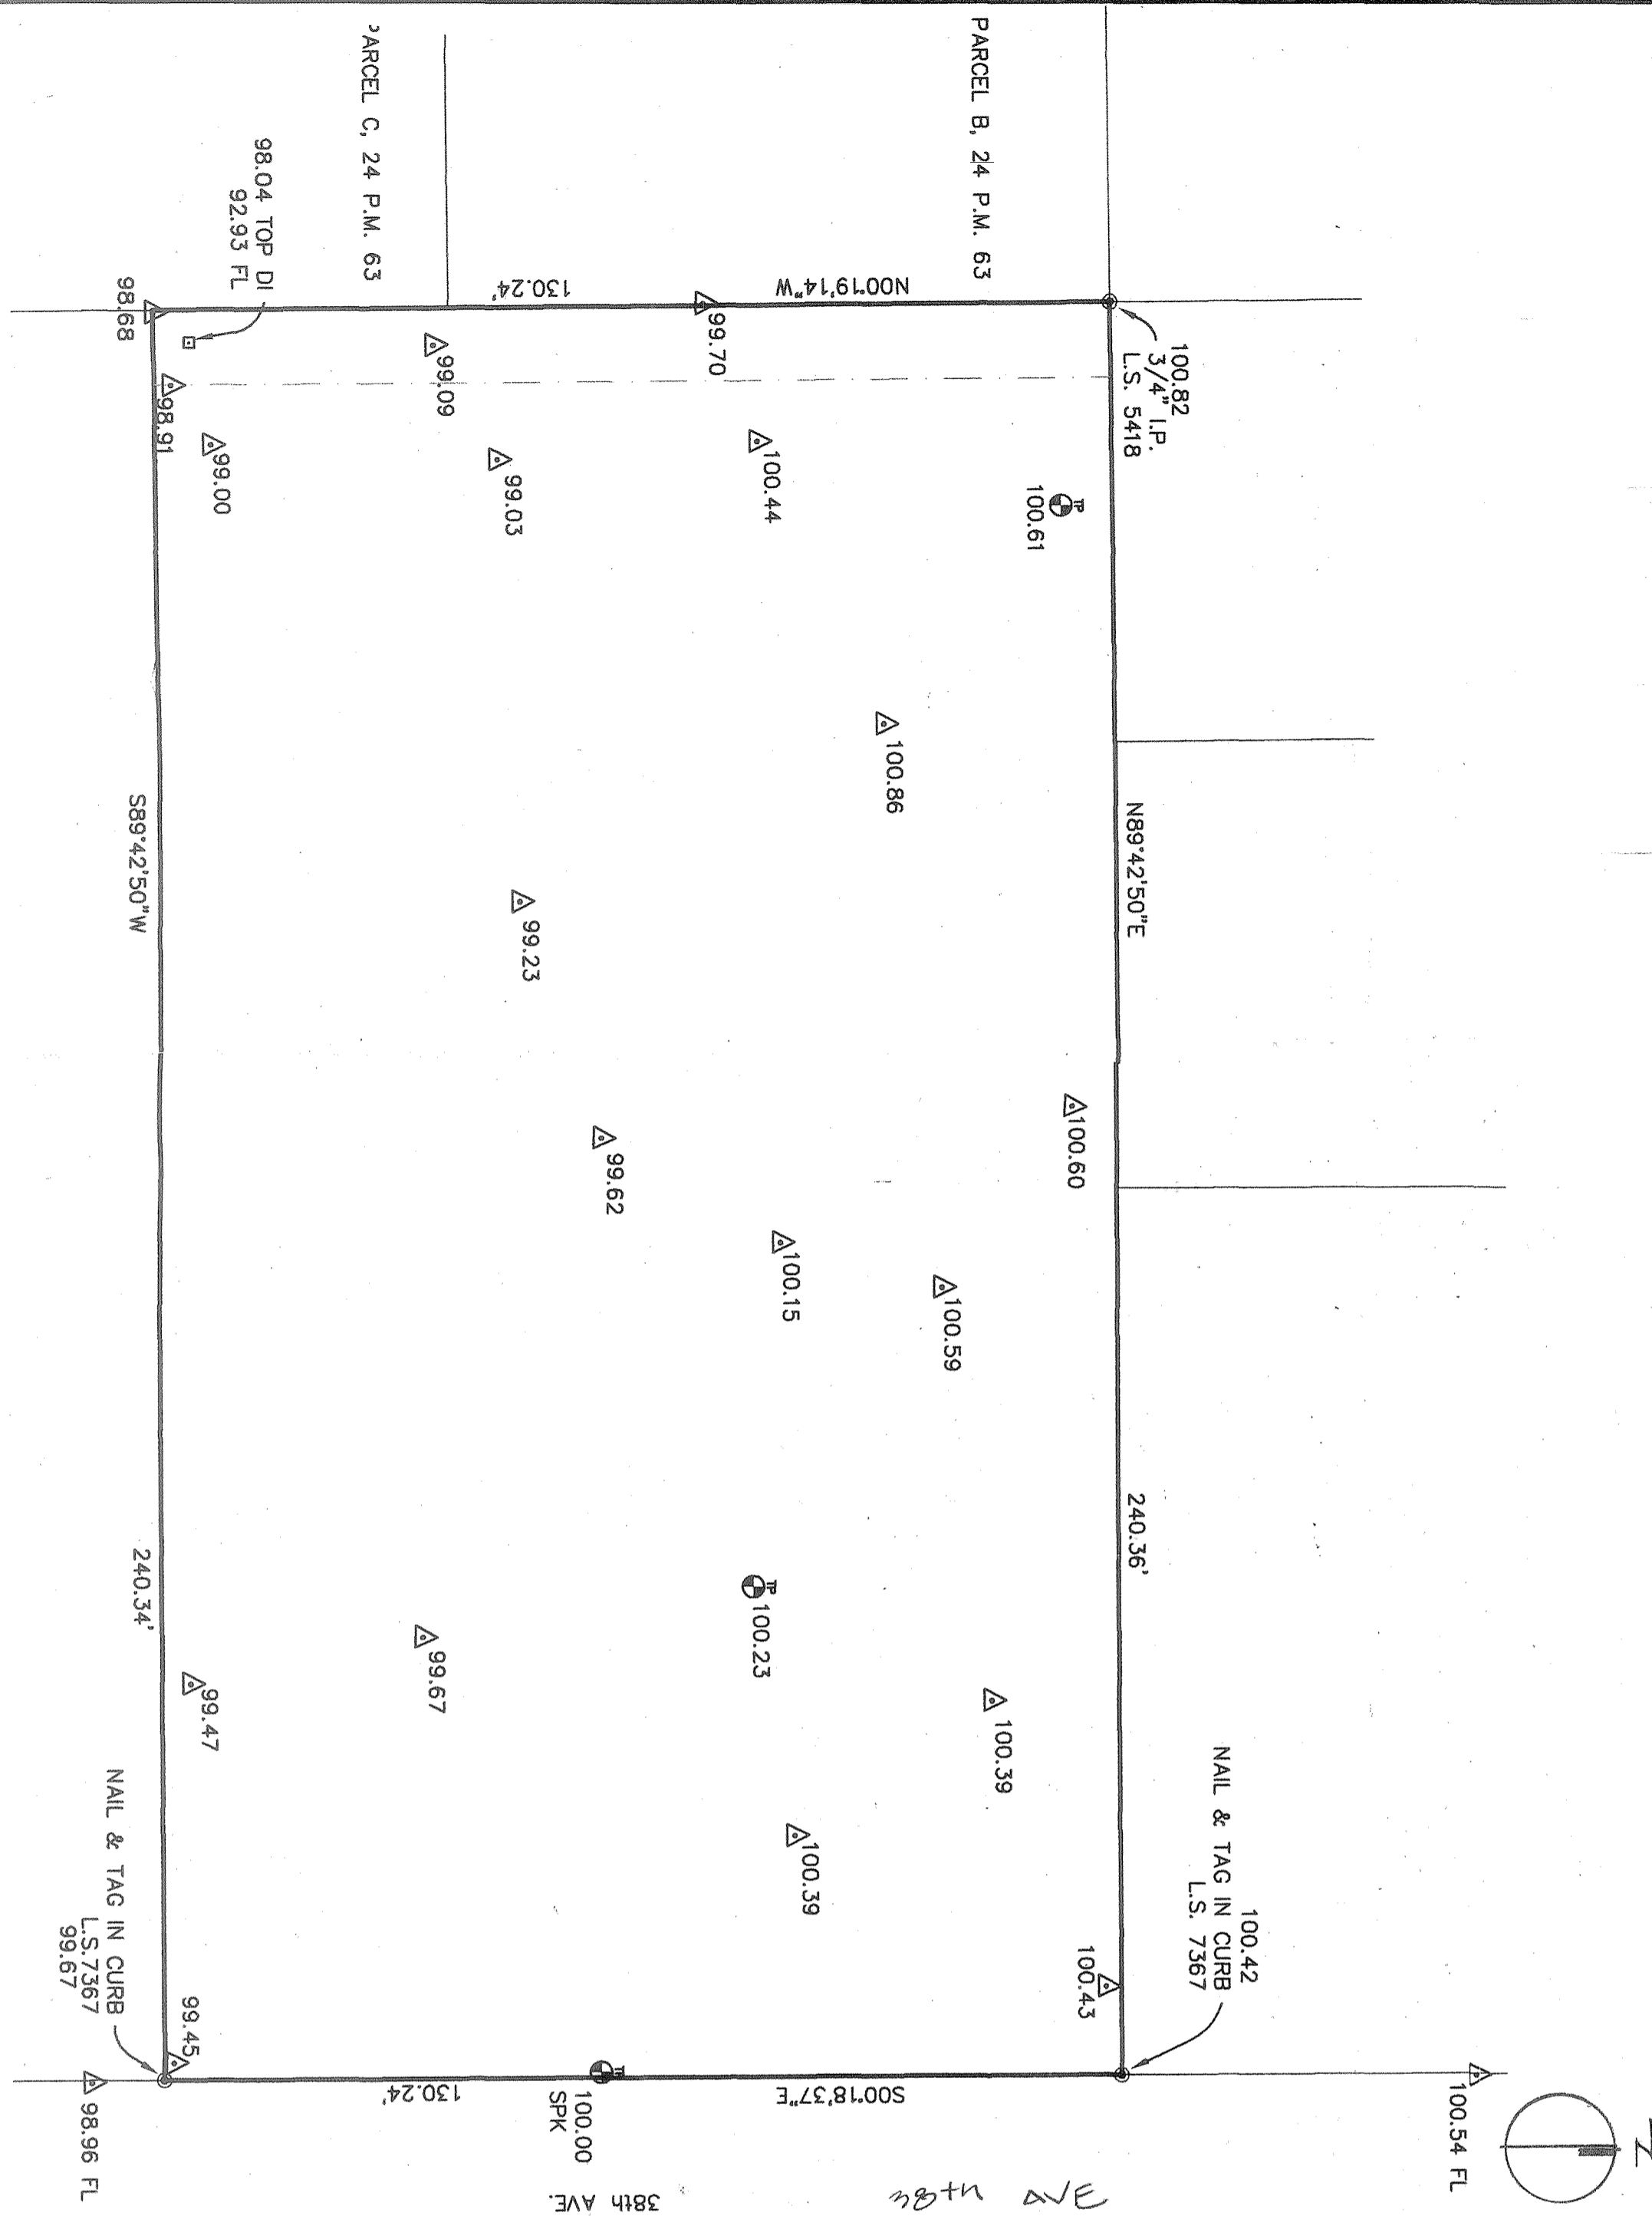 PARCEL B, 24 P.M. 63
ARCEL C, 24 P.M. 63
98.04 TOP DI
92.93 FL
98.68
N00°19'14"W
130.24'
99.70
100.82
3/4" I.P.
L.S. 5418
99.09
98.91
99.00
99.03
100.44
TP
100.61
100.86
99.23
N89°42'50"E
S89°42'50"W
100.60
99.62
100.15
100.59
240.36'
240.34'
TP
100.23
99.67
99.47
100.39
100.39
100.43
100.42
NAIL & TAG IN CURB
L.S. 7367
NAIL & TAG IN CURB
L.S.7367
99.67
99.45
98.96 FL
130.24'
100.00
SPK
S00°18'37"E
100.54 FL
38th AVE.
38th AVE